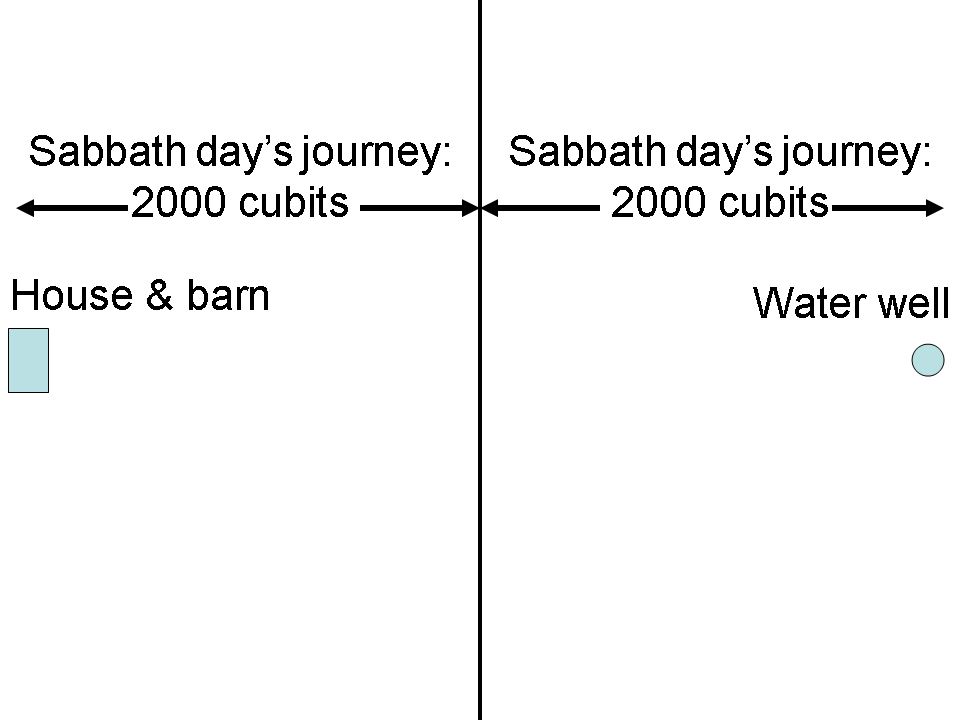 Sabbath day's journey:
2000 cubits
Sabbath day's journey:
2000 cubits
House & barn
Water well